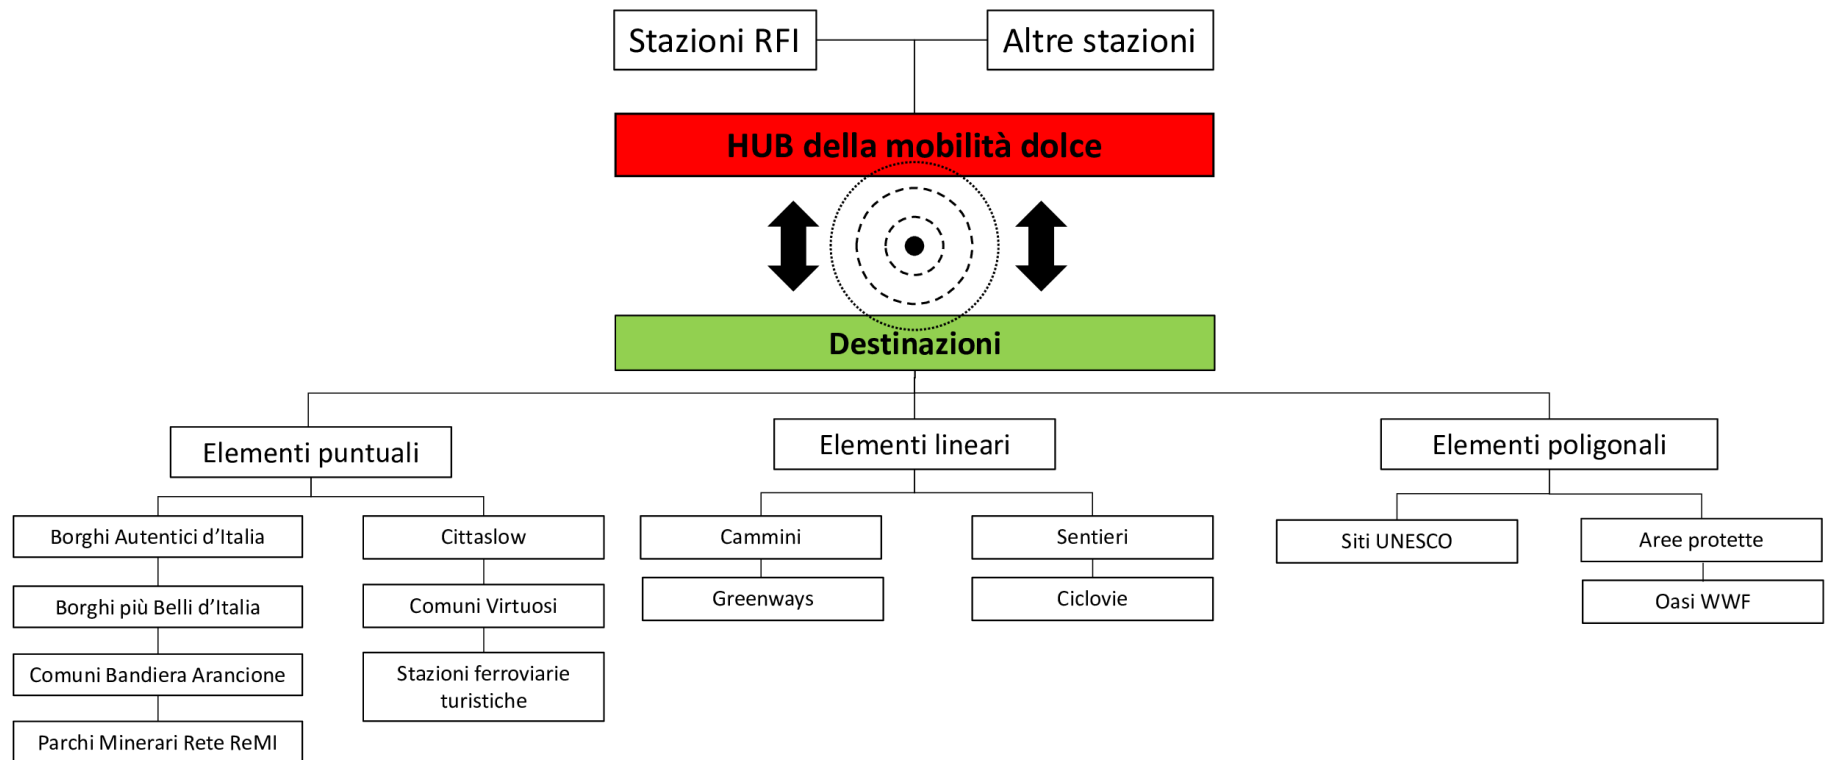 Stazioni RFI
Altre stazioni
HUB della mobilità dolce
Destinazioni
Elementi puntuali
Elementi lineari
Elementi poligonali
Borghi Autentici d’Italia
Borghi più Belli d’Italia
Comuni Bandiera Arancione
Parchi Minerari Rete ReMI
Cittaslow
Comuni Virtuosi
Stazioni ferroviarie
turistiche
Cammini
Greenways
Sentieri
Ciclovie
Siti UNESCO
Aree protette
Oasi WWF